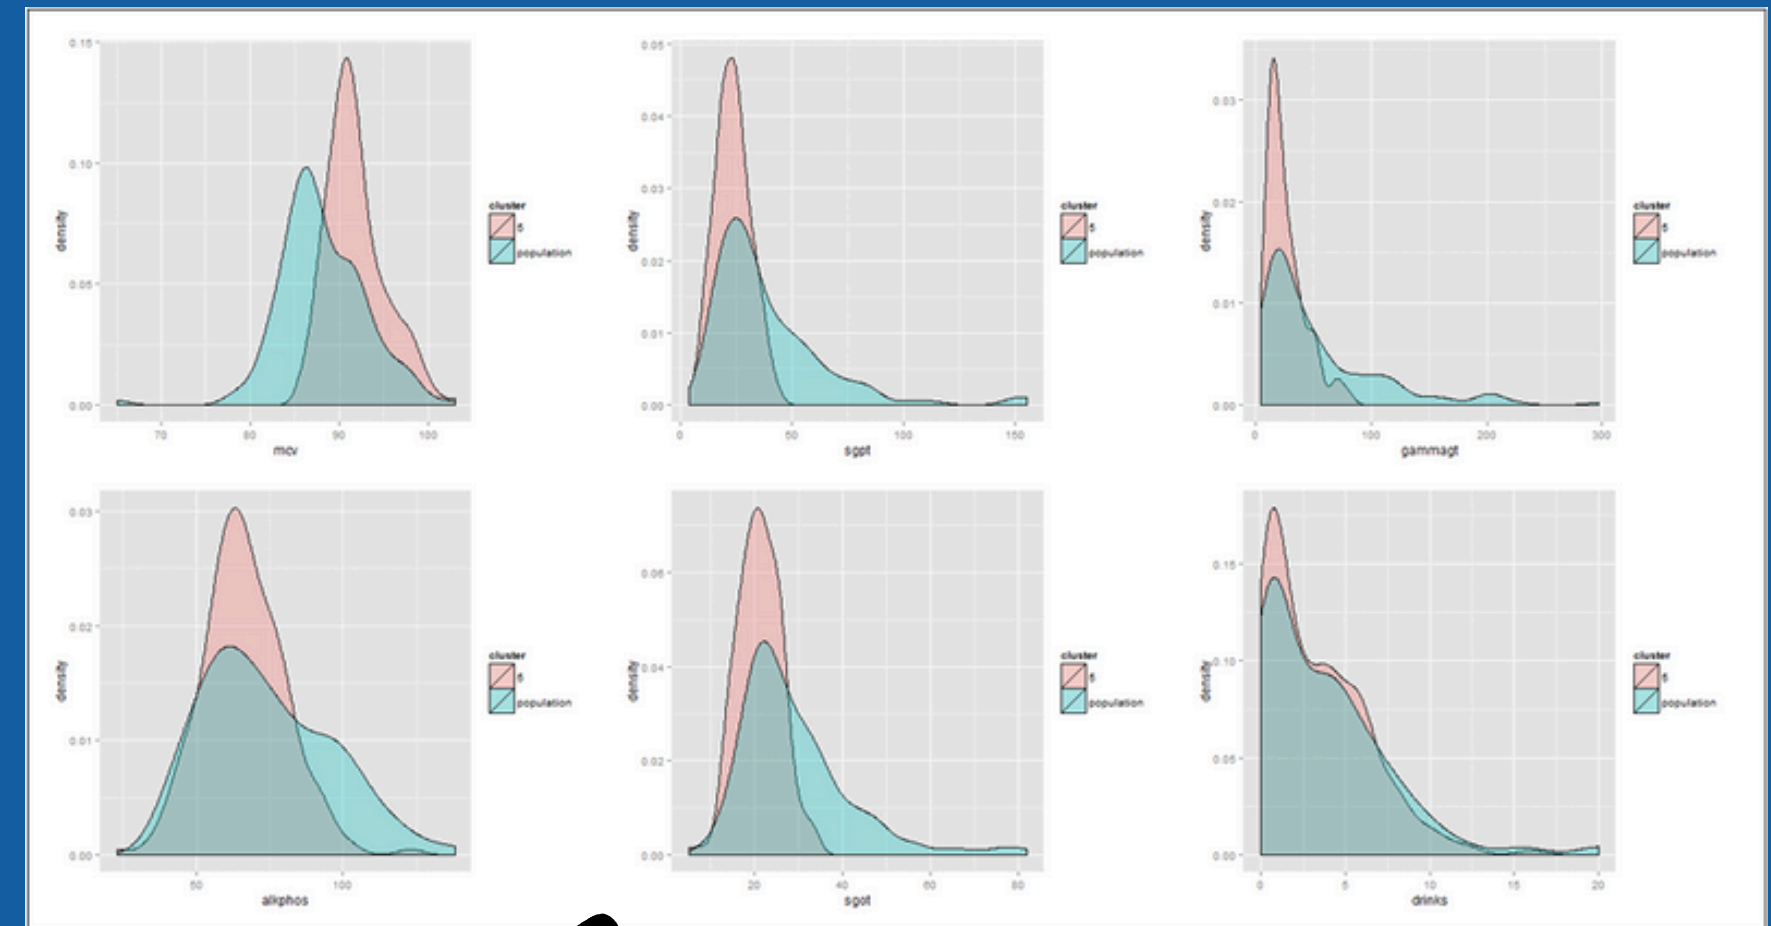 0.15
0.10
0.05
0.00
density
70 80 90 100
mcv
cluster
5
population
0.05
0.04
0.03
0.02
0.01
0.00
density
0 50 100 150
sgpt
cluster
5
population
0.03
0.02
0.01
0.00
density
0 100 200 300
gammagt
cluster
5
population
0.03
0.02
0.01
0.00
density
50 100
alkphos
cluster
5
population
0.06
0.04
0.02
0.00
density
20 40 60 80
sgot
cluster
5
population
0.15
0.10
0.05
0.00
density
0 5 10 15 20
drinks
cluster
5
population